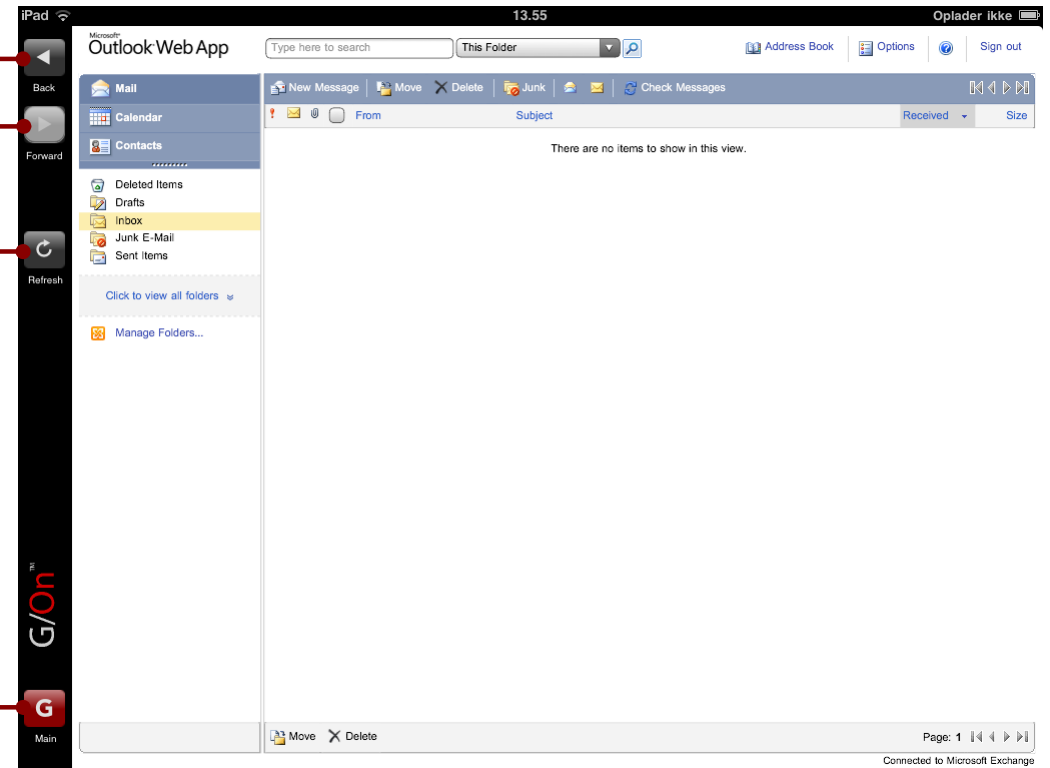 iPad 13.55 Oplader ikke
Microsoft®
Outlook Web App
Type here to search This Folder Address Book Options Sign out
Back
Mail New Message Move Delete Junk Check Messages
Calendar From Subject Received Size
Contacts
There are no items to show in this view.
Forward
Deleted Items
Drafts
Inbox
Junk E-Mail
Sent Items
Refresh
Click to view all folders
Manage Folders...
G/On™
G
Main
Move Delete Page: 1
Connected to Microsoft Exchange